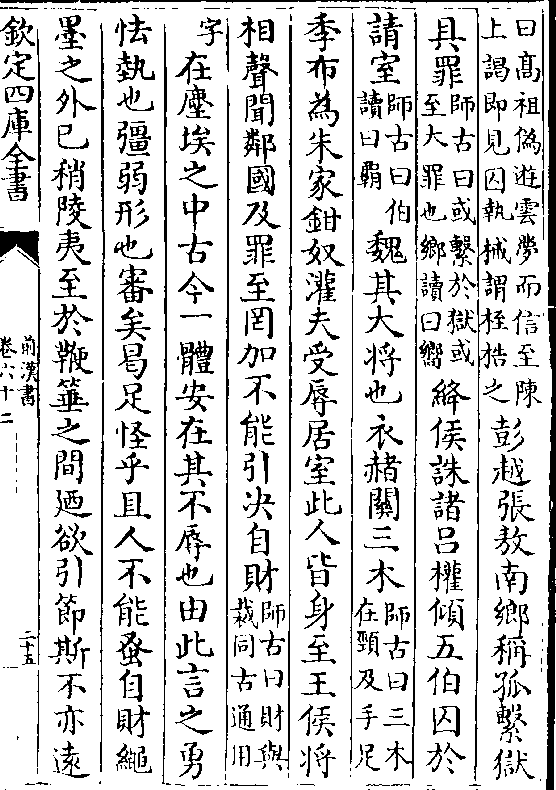 曰髙祖偽逰雲夢而信至陳
上謁即見囚執械謂桎梏之
彭越張敖南鄉稱孤繫獄
具罪
師古曰或繫於獄或
至大罪也鄉讀曰嚮
絳侯誅諸吕權傾五伯囚於
請室
師古曰伯
讀曰覇
魏其大将也衣赭關三木
師古曰三木
在頸及手足
季布為朱家鉗奴灌夫受辱居室此人皆身至王侯将
相聲聞鄰國及罪至罔加不能引决自財
師古曰財與
裁同古通用
字
在塵埃之中古今一體安在其不辱也由此言之勇
怯埶也彊弱形也審矣曷足怪乎且人不能蚤自財繩
墨之外已稍陵夷至於鞭箠之間廼欲引節斯不亦遠
欽定四庫全書
前漢書
卷六十二
二十五